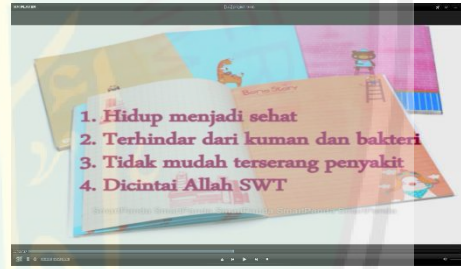 1. Hidup menjadi sehat
2. Terhindar dari kuman dan bakteri
3. Tidak mudah terserang penyakit
4. Dicintai Allah SWT